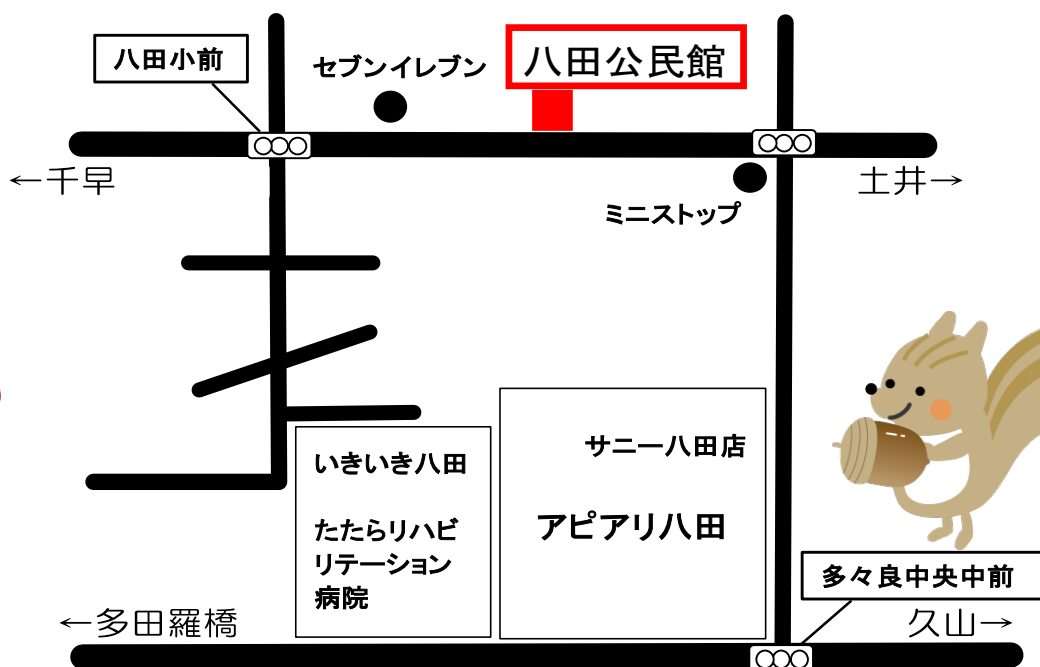 八田小前
セブンイレブン
八田公民館
←千早
土井→
ミニストップ
サニー八田店
いきいき八田
アピアリ八田
たたらリハビ
リテーション
病院
多々良中央中前
←多田羅橋
久山→